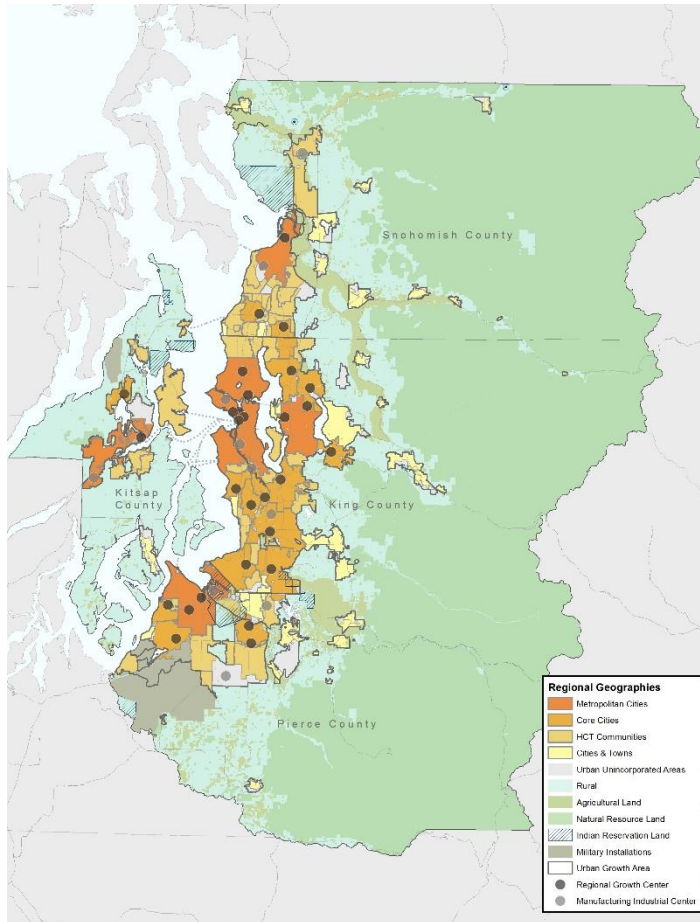 Snohomish County
Kitsap
County
King County
Pierce County
Regional Geographies
Metropolitan Cities
Core Cities
HCT Communities
Cities & Towns
Urban Unincorporated Areas
Rural
Agricultural Land
Natural Resource Land
Indian Reservation Land
Military Installations
Urban Growth Area
Regional Growth Center
Manufacturing Industrial Center